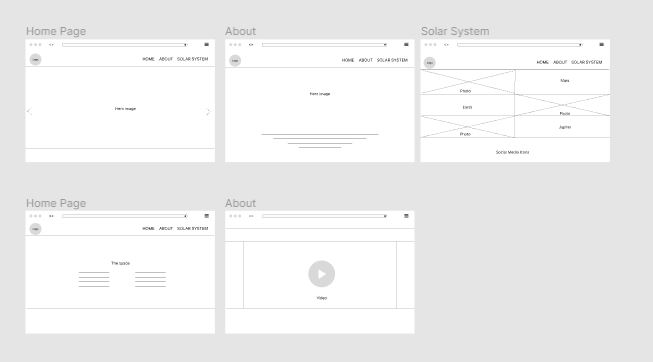 Home Page
About
Solar System
HOME ABOUT SOLAR SYSTEM
Hero Image
HOME ABOUT SOLAR SYSTEM
Hero Image
HOME ABOUT SOLAR SYSTEM
Photo
Mars
Earth
Photo
Photo
Jupiter
Social Media Icons
Home Page
About
HOME ABOUT SOLAR SYSTEM
The Guide
Video